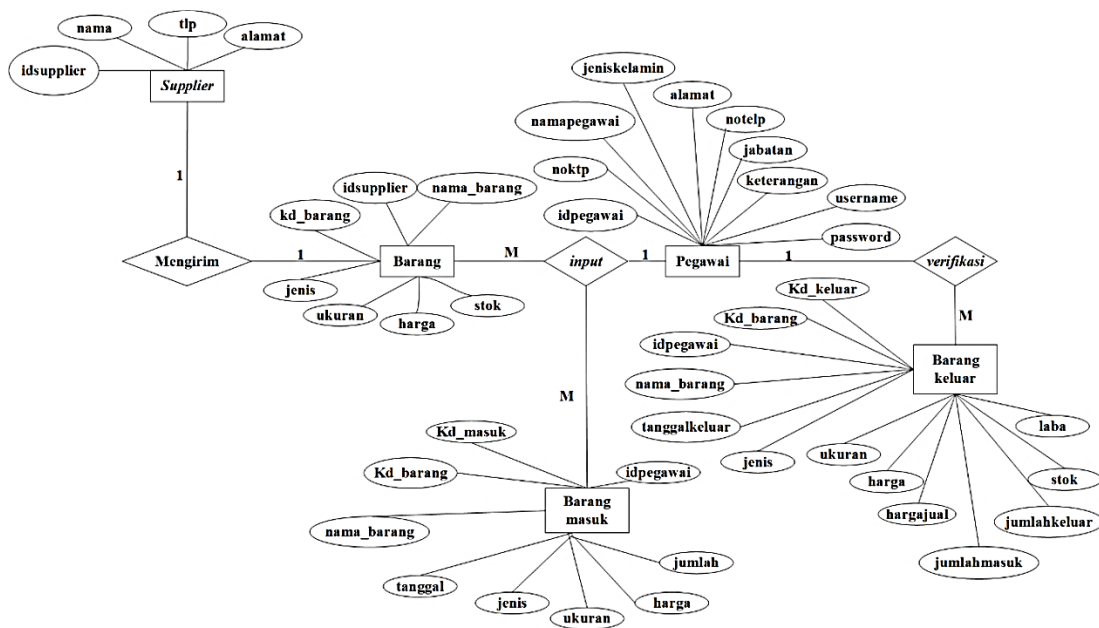 nama
tlp
alamat
idsupplier
Supplier
1
Mengirim
1
kd_barang
idsupplier
nama_barang
Barang
jenis
ukuran
harga
stok
M
input
1
jeniskelamin
alamat
namapegawai
notelp
jabatan
noktp
keterangan
idpegawai
username
password
Pegawai
1
verifikasi
M
Kd_keluar
Kd_barang
idpegawai
nama_barang
tanggalkeluar
jenis
Barang
keluar
ukuran
harga
hargajual
jumlahmasuk
jumlahkeluar
stok
laba
M
Kd_masuk
Kd_barang
idpegawai
Barang
masuk
nama_barang
tanggal
jenis
ukuran
harga
jumlah